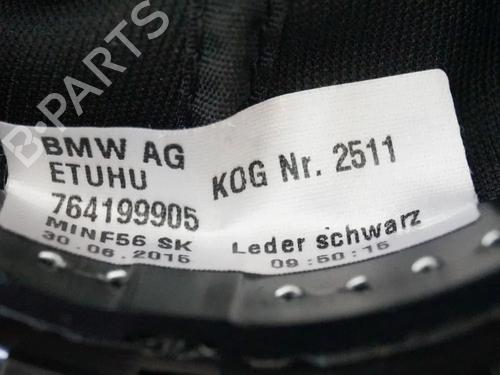 B-PARTS
BMW AG
ETUHU
KOG Nr. 2511
764199905
MINF56 SK
Leder schwarz
30.06.2015
09:50:15